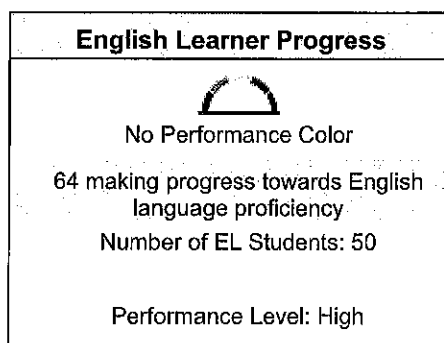 English Learner Progress
No Performance Color
64 making progress towards English
language proficiency
Number of EL Students: 50
Performance Level: High